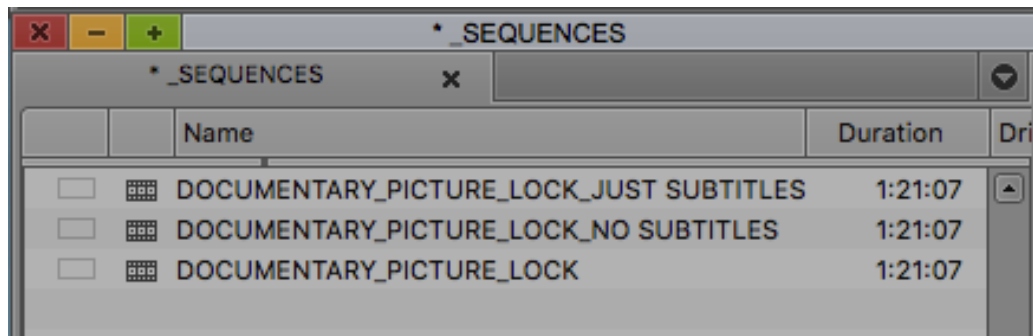 * _SEQUENCES
* _SEQUENCES
Name Duration Dri
DOCUMENTARY_PICTURE_LOCK_JUST SUBTITLES 1:21:07
DOCUMENTARY_PICTURE_LOCK_NO SUBTITLES 1:21:07
DOCUMENTARY_PICTURE_LOCK 1:21:07